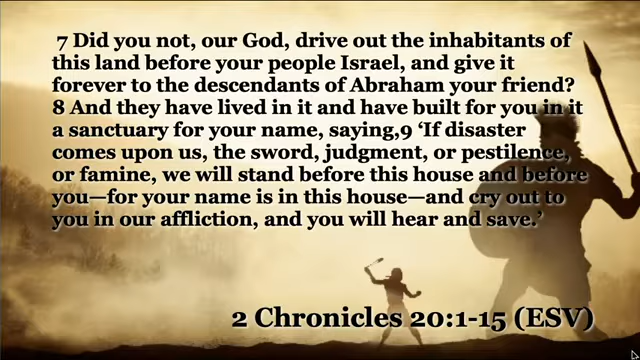 7 Did you not, our God, drive out the inhabitants of
this land before your people Israel, and give it
forever to the descendants of Abraham your friend?
8 And they have lived in it and have built for you in it
a sanctuary for your name, saying,9 ‘If disaster
comes upon us, the sword, judgment, or pestilence,
or famine, we will stand before this house and before
you—for your name is in this house—and cry out to
you in our affliction, and you will hear and save.’
2 Chronicles 20:1-15 (ESV)